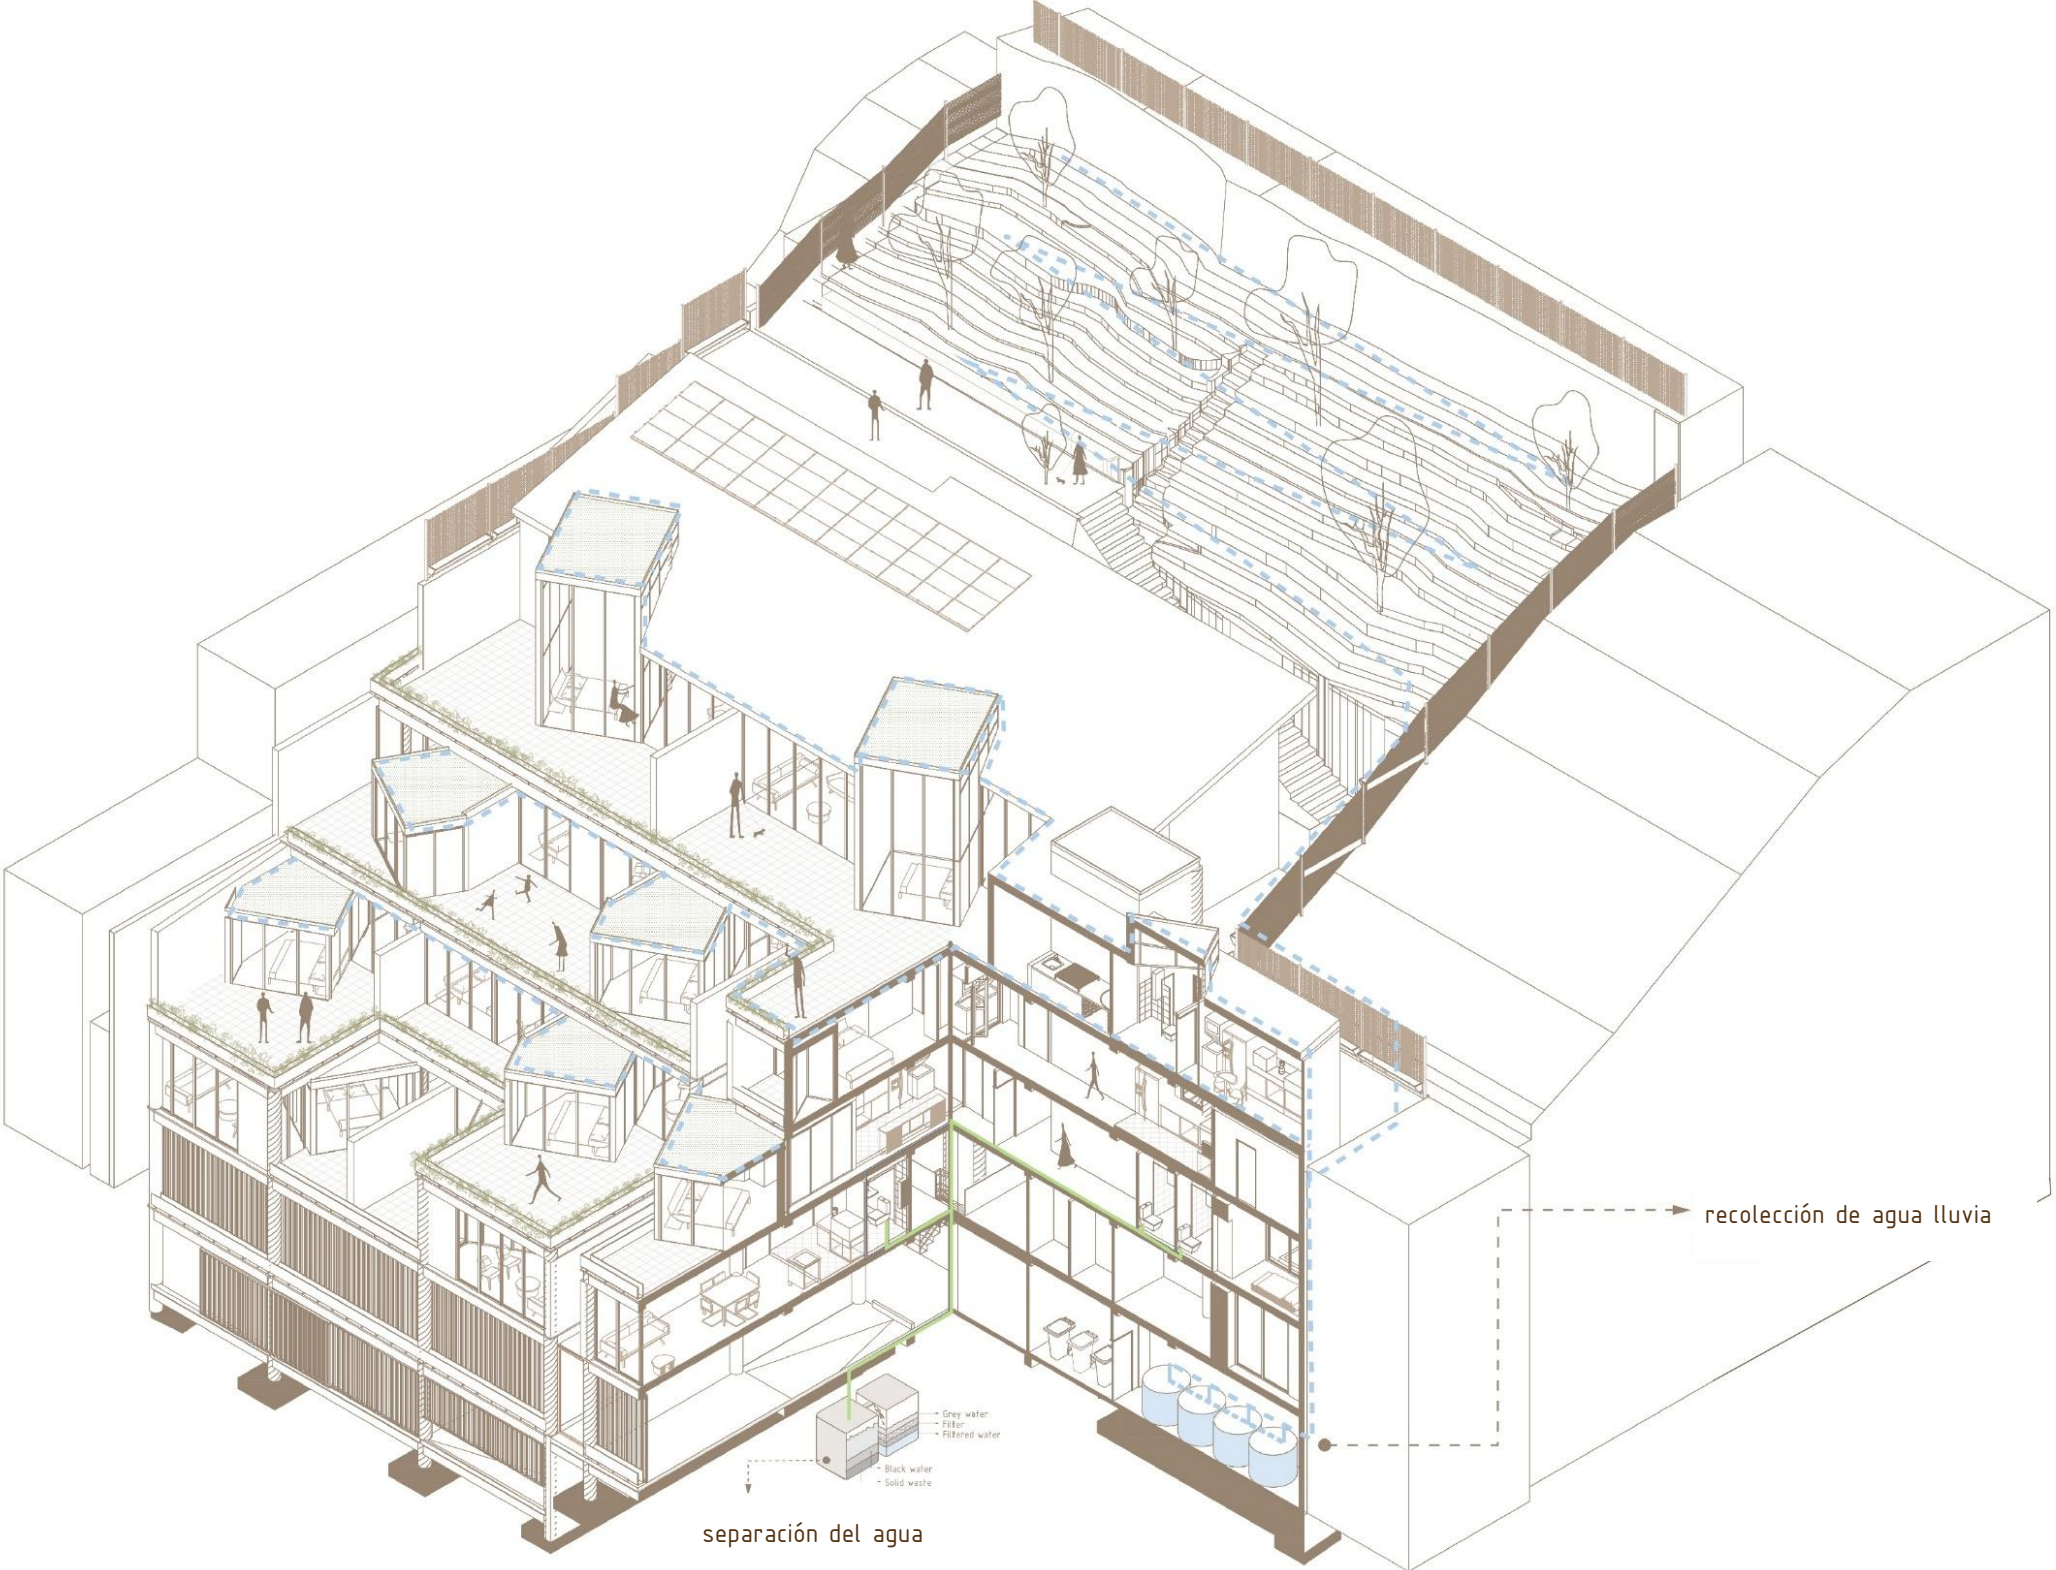 recolección de agua lluvia
Grey water
Filter
Filtered water
Black water
Solid waste
separación del agua